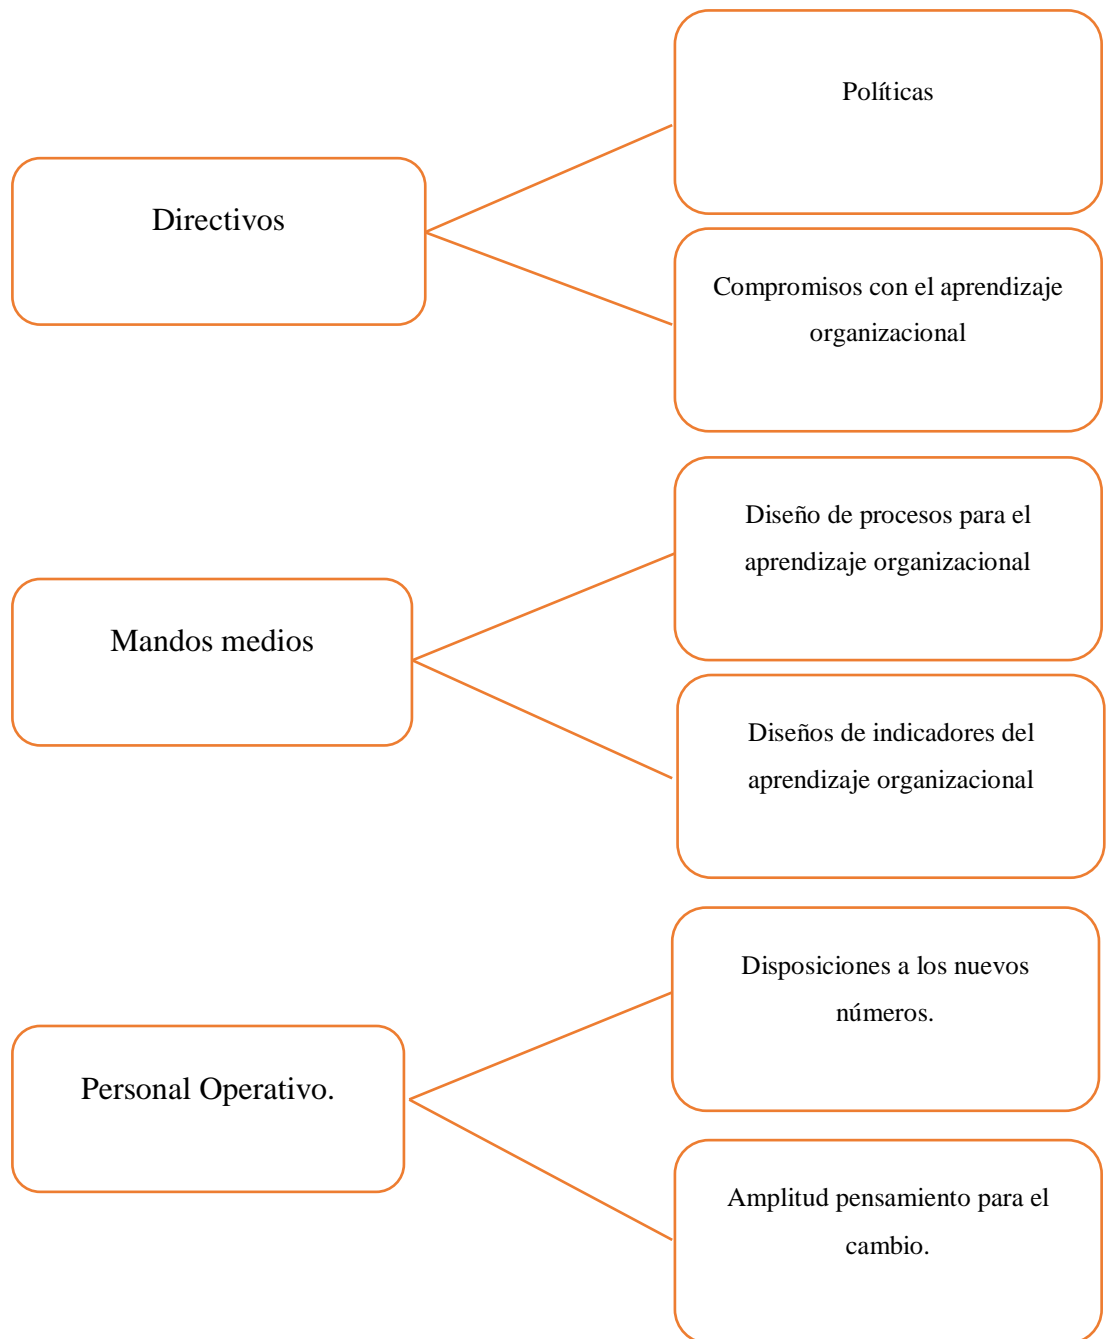 Directivos
Políticas
Compromisos con el aprendizaje
organizacional
Mandos medios
Diseño de procesos para el
aprendizaje organizacional
Diseños de indicadores del
aprendizaje organizacional
Personal Operativo.
Disposiciones a los nuevos
números.
Amplitud pensamiento para el
cambio.